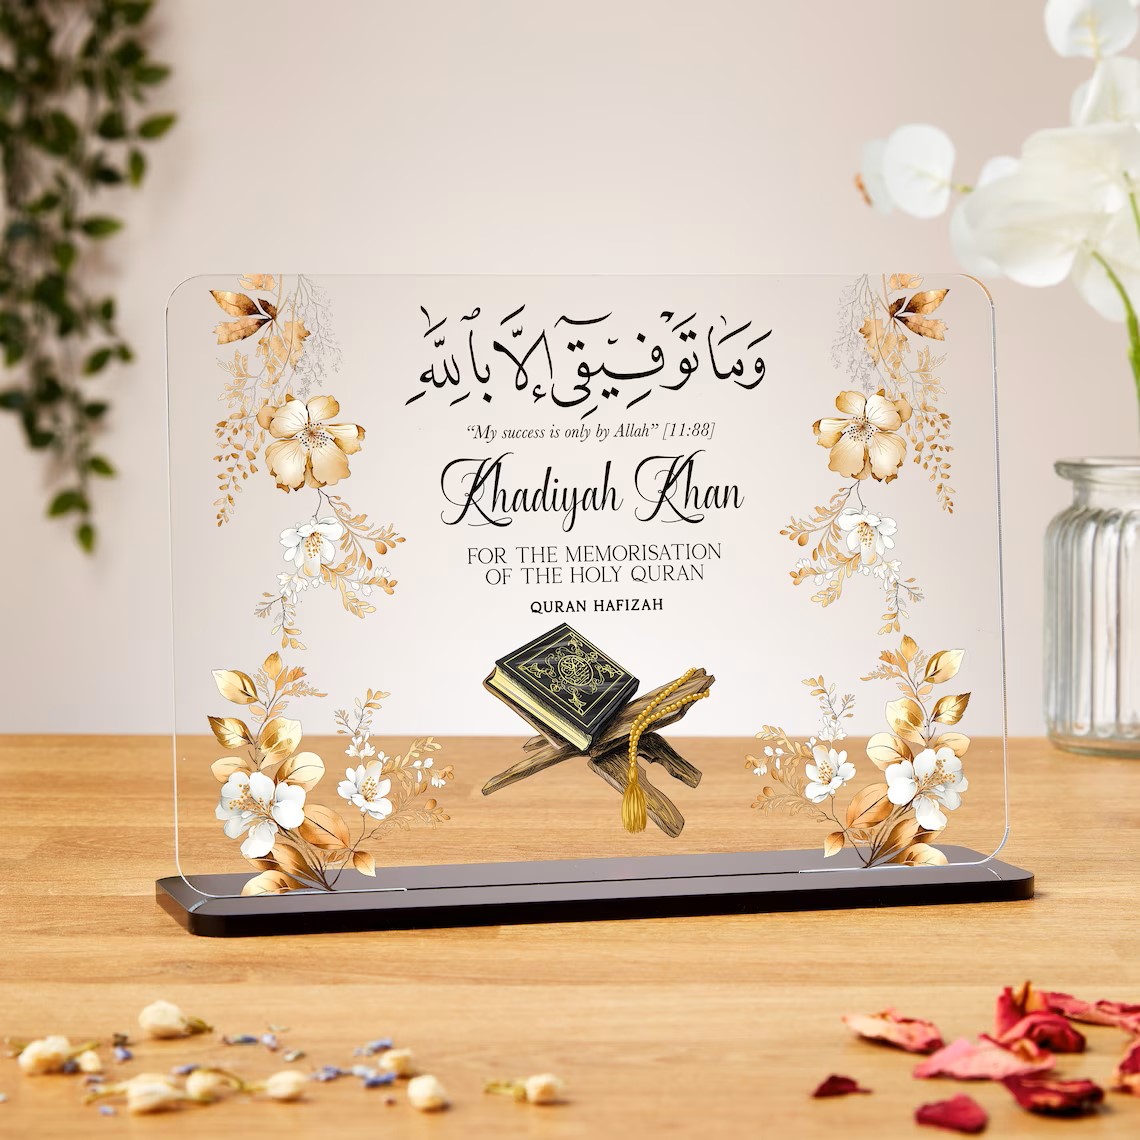 وَمَا تَوْفِيقِىٓ إِلَّا بِٱللَّهِ
“My success is only by Allah” [11:88]
Khadiyah Khan
FOR THE MEMORISATION
OF THE HOLY QURAN
QURAN HAFIZAH